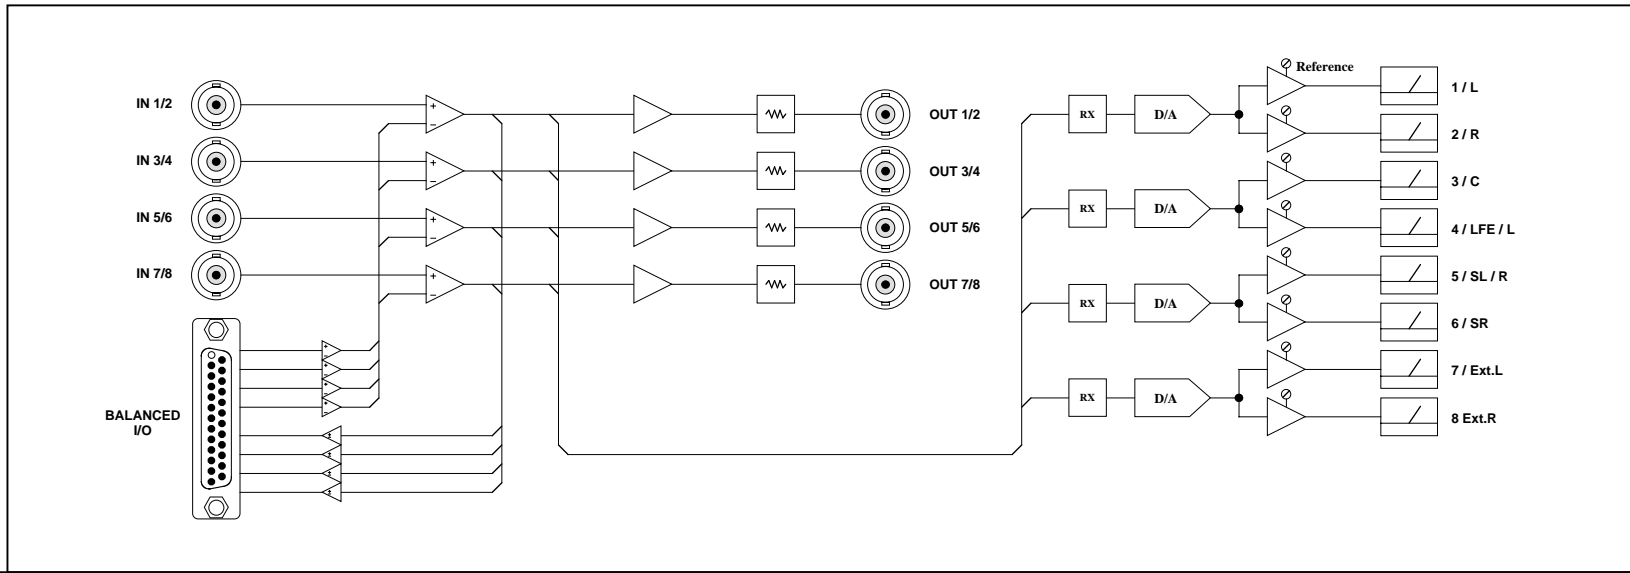 IN 1/2
IN 3/4
IN 5/6
IN 7/8
BALANCED
I/O
+
−
+
−
+
−
+
−
OUT 1/2
OUT 3/4
OUT 5/6
OUT 7/8
RX D/A
RX D/A
RX D/A
RX D/A
Reference
1 / L
2 / R
3 / C
4 / LFE / L
5 / SL / R
6 / SR
7 / Ext.L
8 Ext.R